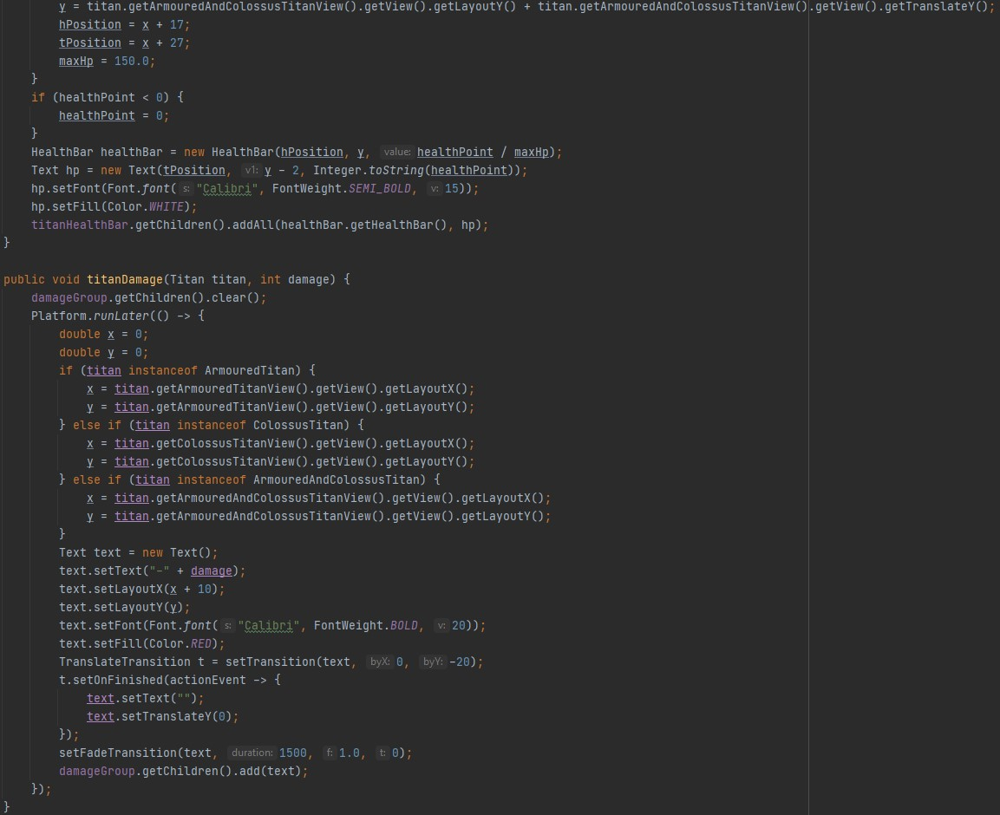 y = titan.getArmouredAndColossusTitanView().getView().getLayoutY() + titan.getArmouredAndColossusTitanView().getView().getTranslateY();
        hPosition = x + 17;
        tPosition = x + 27;
        maxHp = 150.0;
    }
    if (healthPoint < 0) {
        healthPoint = 0;
    }
    HealthBar healthBar = new HealthBar(hPosition, y, value: healthPoint / maxHp);
    Text hp = new Text(tPosition, v1: y - 2, Integer.toString(healthPoint));
    hp.setFont(Font.font( s: "Calibri", FontWeight.SEMI_BOLD, v: 15));
    hp.setFill(Color.WHITE);
    titanHealthBar.getChildren().addAll(healthBar.getHealthBar(), hp);
}

public void titanDamage(Titan titan, int damage) {
    damageGroup.getChildren().clear();
    Platform.runLater(() -> {
        double x = 0;
        double y = 0;
        if (titan instanceof ArmouredTitan) {
            x = titan.getArmouredTitanView().getView().getLayoutX();
            y = titan.getArmouredTitanView().getView().getLayoutY();
        } else if (titan instanceof ColossusTitan) {
            x = titan.getColossusTitanView().getView().getLayoutX();
            y = titan.getColossusTitanView().getView().getLayoutY();
        } else if (titan instanceof ArmouredAndColossusTitan) {
            x = titan.getArmouredAndColossusTitanView().getView().getLayoutX();
            y = titan.getArmouredAndColossusTitanView().getView().getLayoutY();
        }
        Text text = new Text();
        text.setText("-" + damage);
        text.setLayoutX(x + 10);
        text.setLayoutY(y);
        text.setFont(Font.font( s: "Calibri", FontWeight.BOLD, v: 20));
        text.setFill(Color.RED);
        TranslateTransition t = setTransition(text, byX: 0, byY: -20);
        t.setOnFinished(actionEvent -> {
            text.setText("");
            text.setTranslateY(0);
        });
        setFadeTransition(text, duration: 1500, f: 1.0, t: 0);
        damageGroup.getChildren().add(text);
    });
}